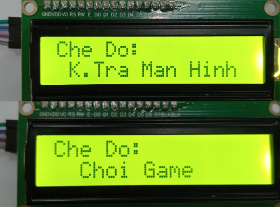 Che Do:
K.Tra Man Hinh
Che Do:
Choi Game